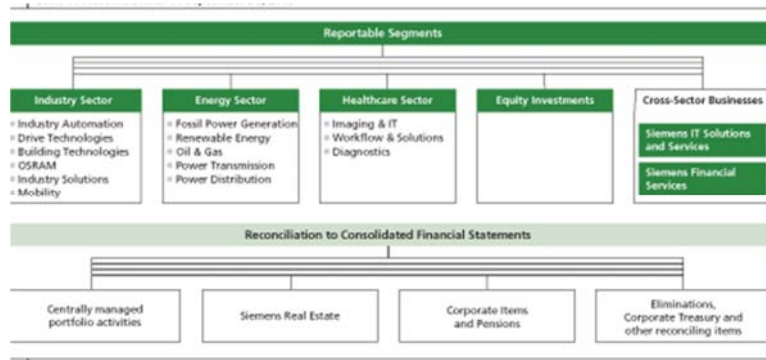 Reportable Segments
Industry Sector
Industry Automation
Drive Technologies
Building Technologies
OSRAM
Industry Solutions
Mobility
Energy Sector
Fossil Power Generation
Renewable Energy
Oil & Gas
Power Transmission
Power Distribution
Healthcare Sector
Imaging & IT
Workflow & Solutions
Diagnostics
Equity Investments
Cross-Sector Businesses
Siemens IT Solutions
and Services
Siemens Financial
Services
Reconciliation to Consolidated Financial Statements
Centrally managed
portfolio activities
Siemens Real Estate
Corporate Items
and Pensions
Eliminations,
Corporate Treasury and
other reconciling items